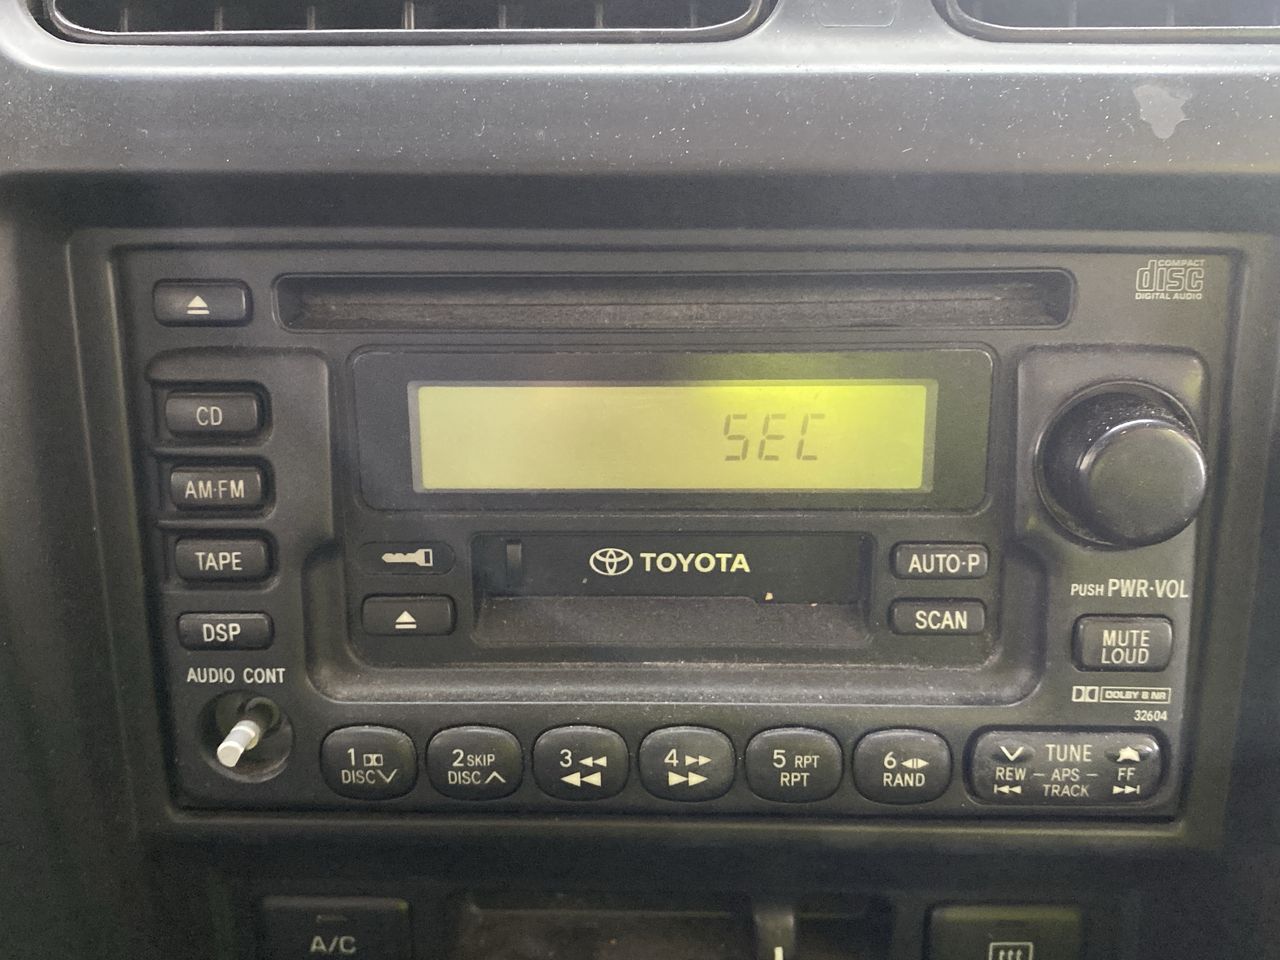 COMPACT
disc
DIGITAL AUDIO
CD
SEC
AM·FM
TAPE
TOYOTA
AUTO·P
PUSH PWR·VOL
DSP
SCAN
MUTE
LOUD
AUDIO CONT
DOLBY B NR
32604
1
DISC
2 SKIP
DISC
3
4
5 RPT
RPT
6
RAND
TUNE
REW – APS – FF
TRACK
A/C